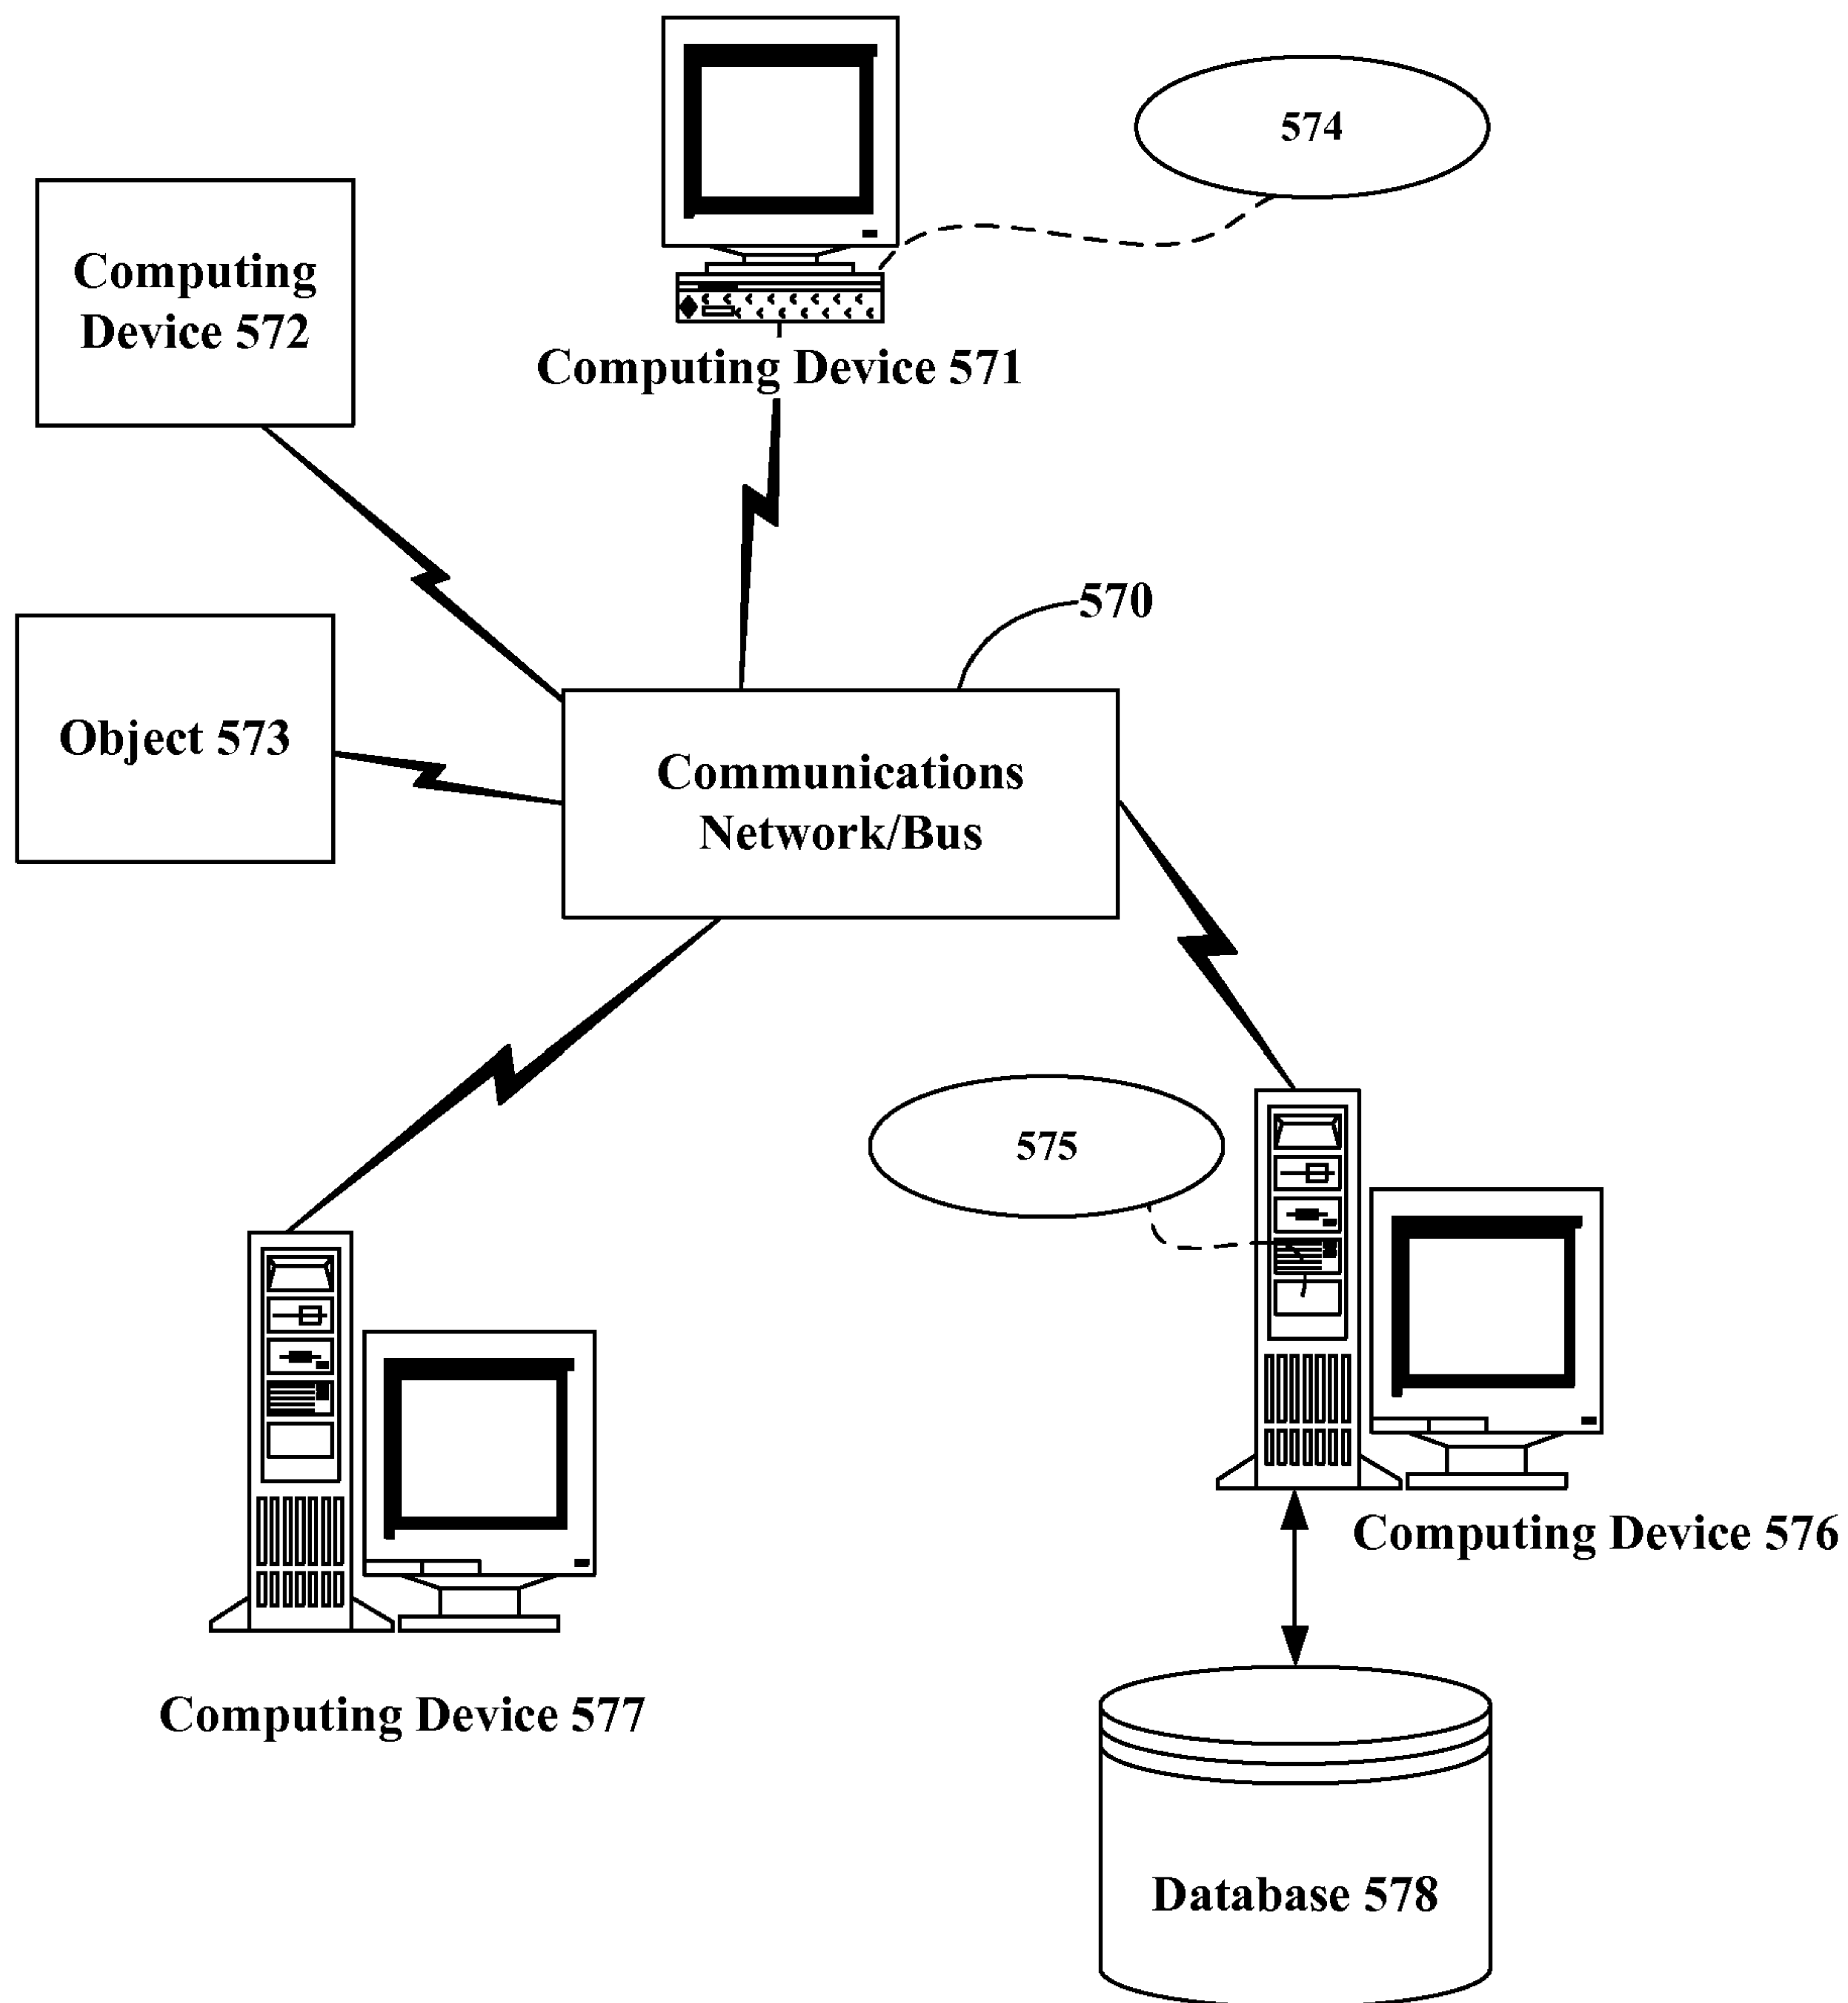 574
Computing
Device 572
Computing Device 571
570
Object 573
Communications
Network/Bus
575
Computing Device 576
Computing Device 577
Database 578